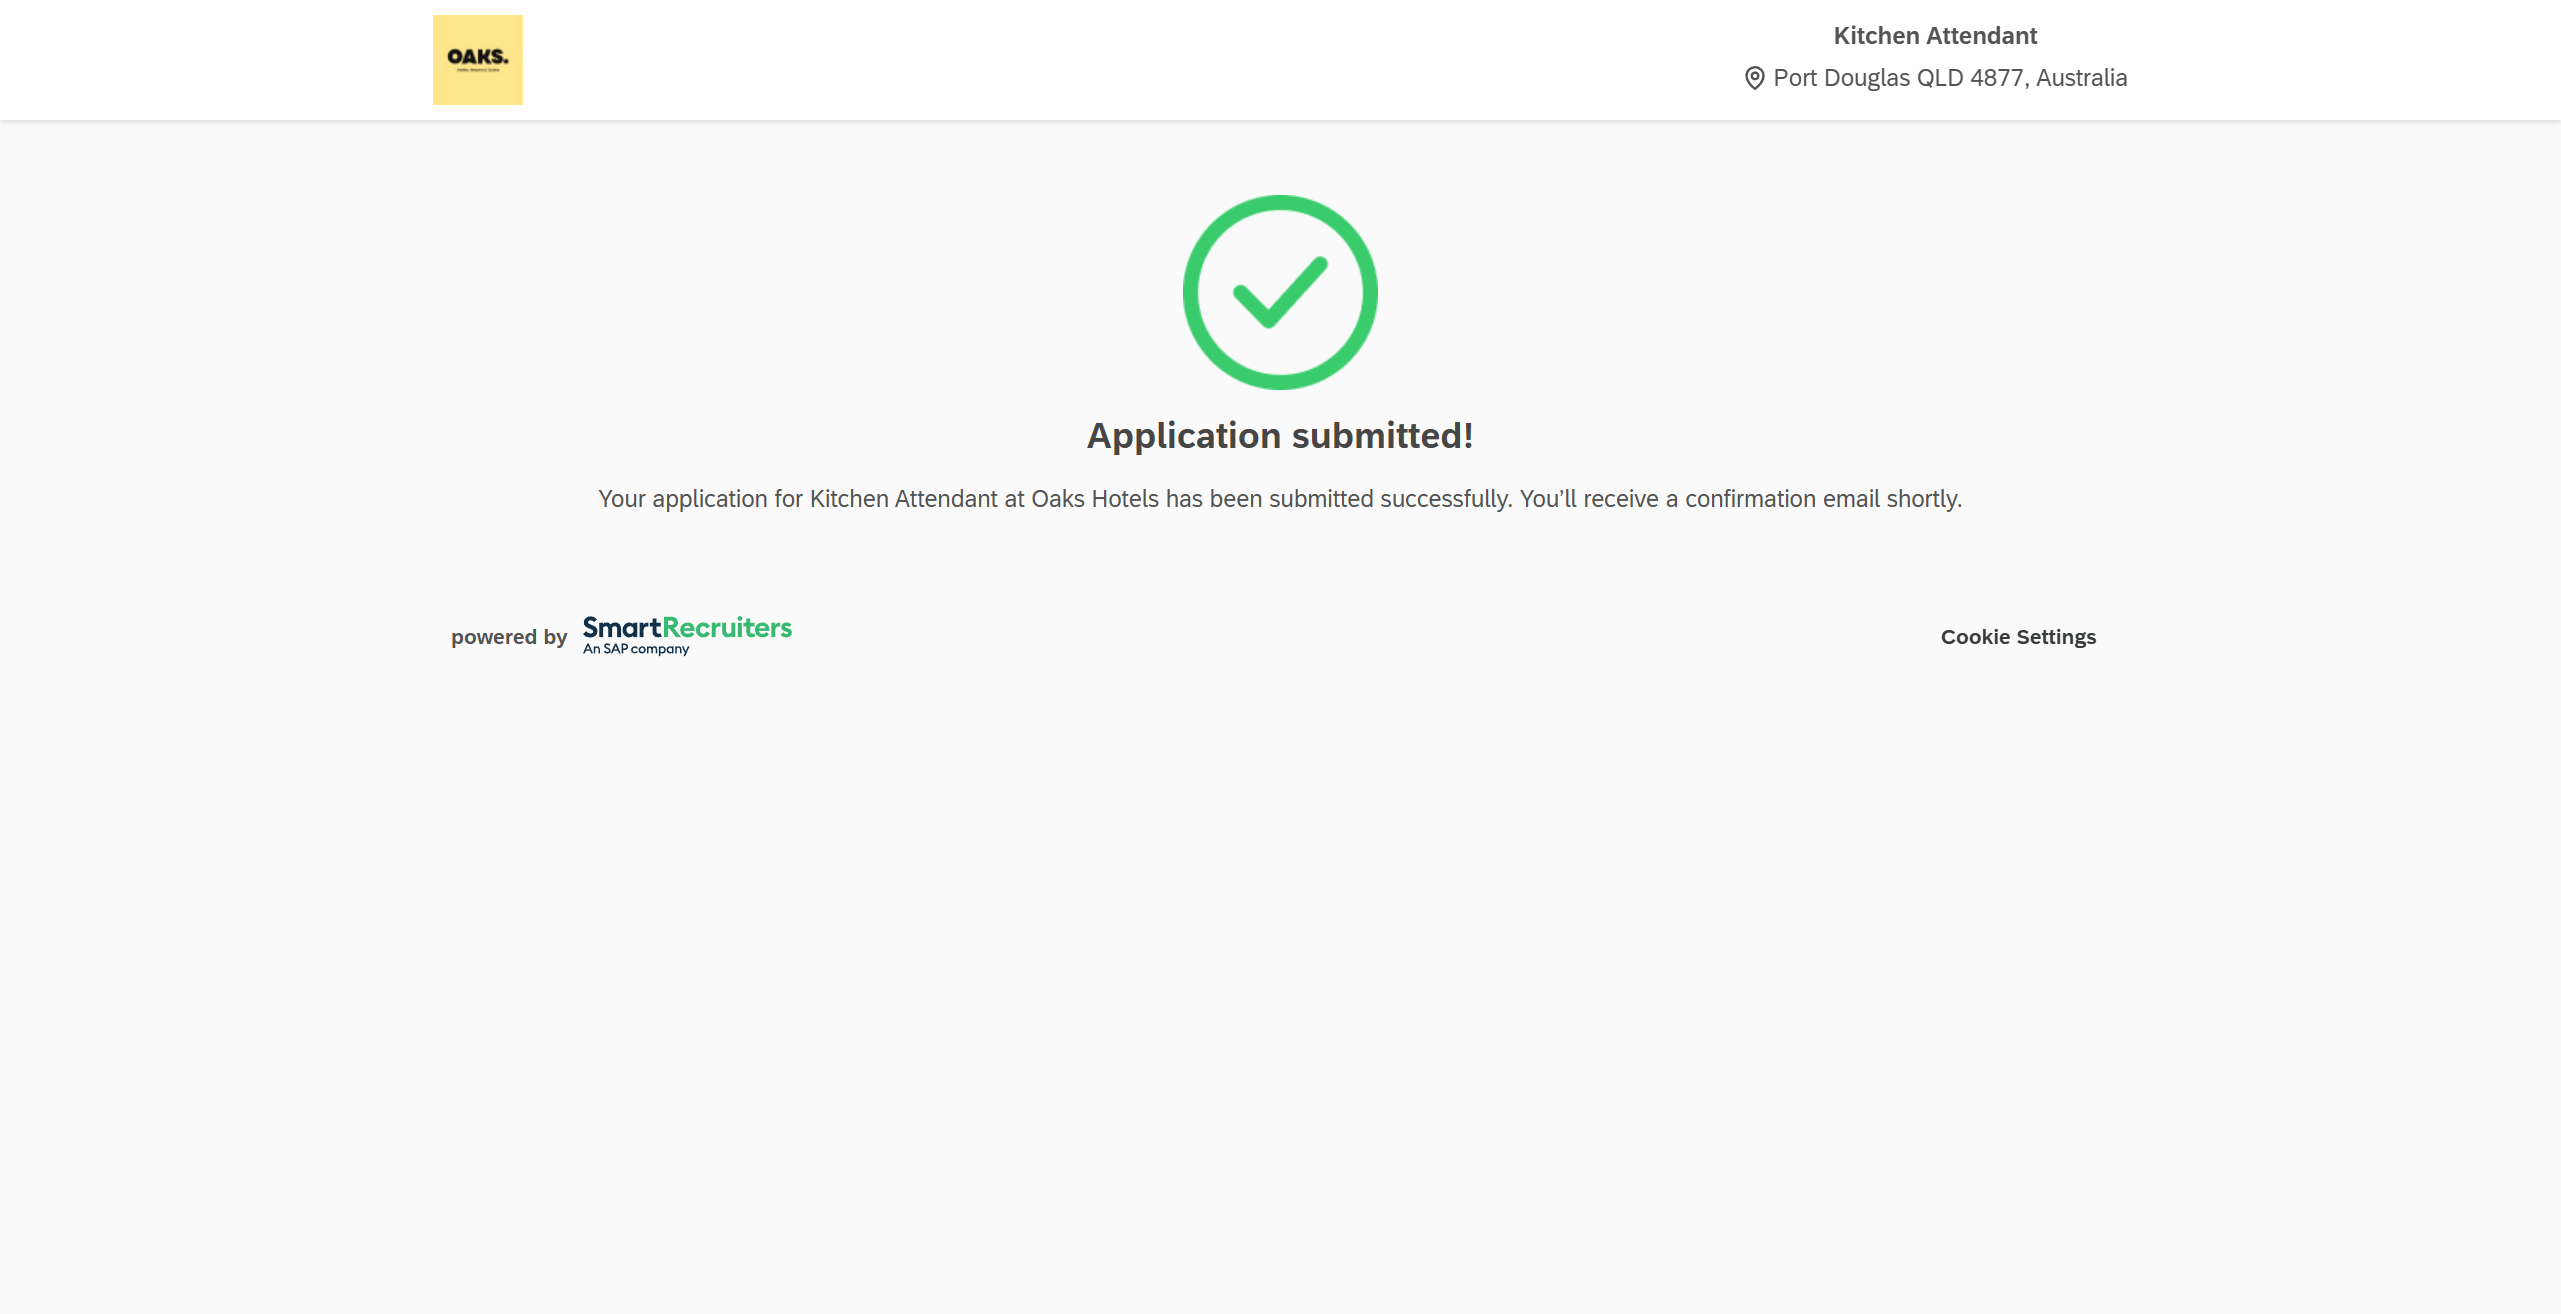 OAKS.
Kitchen Attendant
Port Douglas QLD 4877, Australia
Application submitted!
Your application for Kitchen Attendant at Oaks Hotels has been submitted successfully. You’ll receive a confirmation email shortly.
powered by SmartRecruiters
An SAP company
Cookie Settings